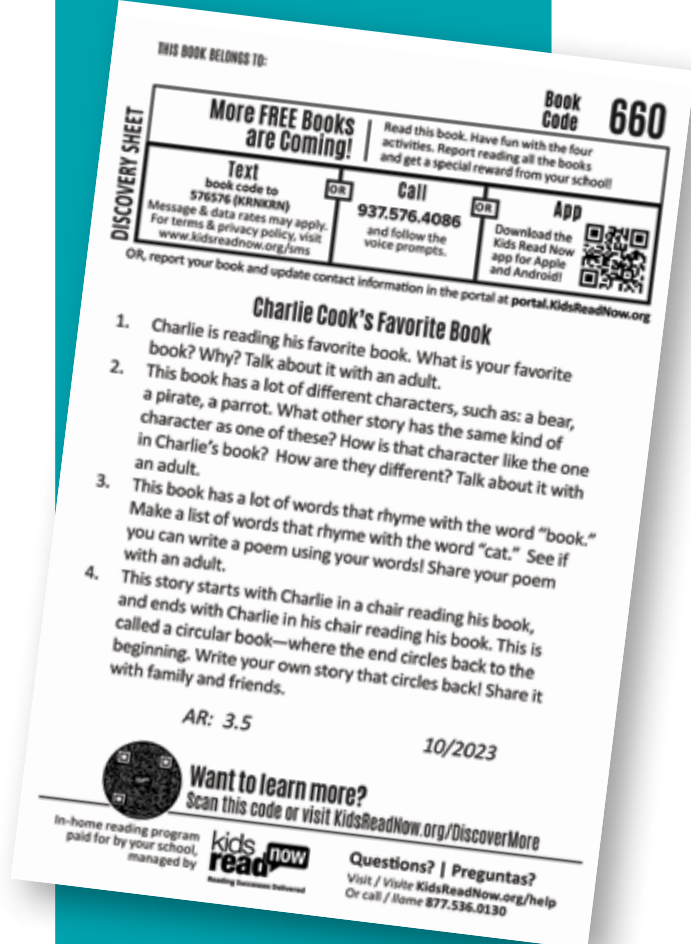 THIS BOOK BELONGS TO:
Book
Code
660
DISCOVERY SHEET
More FREE Books
are Coming!
Read this book. Have fun with the four
activities. Report reading all the books
and get a special reward from your school!
Text
book code to
576576 (KRNKRN)
Message & data rates may apply.
For terms & privacy policy, visit
www.kidsreadnow.org/sms
OR
Call
937.576.4086
and follow the
voice prompts.
OR
App
Download the
Kids Read Now
app for Apple
and Android!
OR, report your book and update contact information in the portal at portal.KidsReadNow.org
Charlie Cook's Favorite Book
1. Charlie is reading his favorite book. What is your favorite
book? Why? Talk about it with an adult.
2. This book has a lot of different characters, such as: a bear,
a pirate, a parrot. What other story has the same kind of
character as one of these? How is that character like the one
in Charlie's book? How are they different? Talk about it with
an adult.
3. This book has a lot of words that rhyme with the word "book."
Make a list of words that rhyme with the word "cat." See if
you can write a poem using your words! Share your poem
with an adult.
4. This story starts with Charlie in a chair reading his book,
and ends with Charlie in his chair reading his book. This is
called a circular book—where the end circles back to the
beginning. Write your own story that circles back! Share it
with family and friends.
AR: 3.5
10/2023
Want to learn more?
Scan this code or visit KidsReadNow.org/DiscoverMore
In-home reading program
paid for by your school,
managed by
kids
read now
Reading Successes Delivered
Questions? | Preguntas?
Visit / Visite KidsReadNow.org/help
Or call / llame 877.536.0130